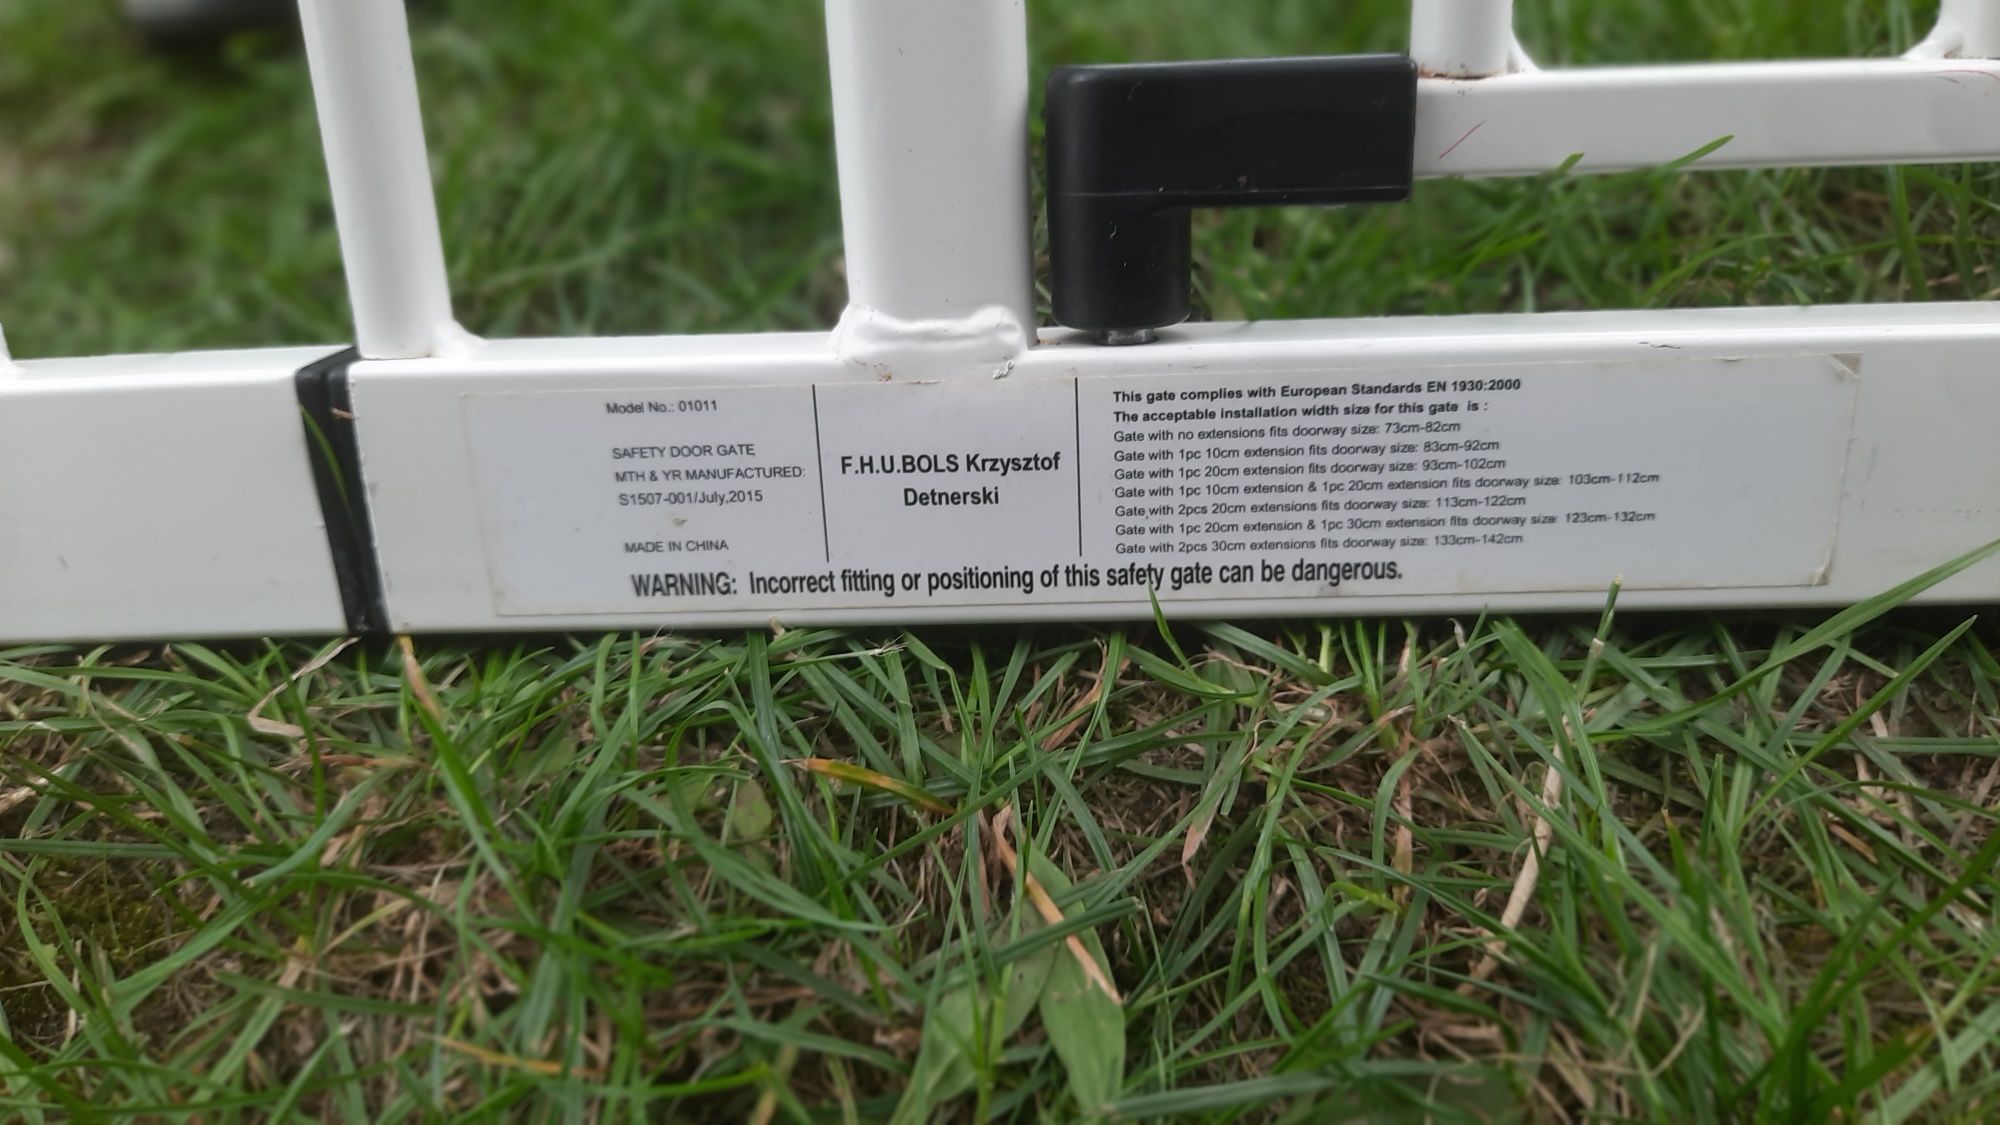 Model No.: 01011
SAFETY DOOR GATE
MTH & YR MANUFACTURED:
S1507-001/July,2015
MADE IN CHINA
F.H.U.BOLS Krzysztof
Detnerski
This gate complies with European Standards EN 1930:2000
The acceptable installation width size for this gate is :
Gate with no extensions fits doorway size: 73cm-82cm
Gate with 1pc 10cm extension fits doorway size: 83cm-92cm
Gate with 1pc 20cm extension fits doorway size: 93cm-102cm
Gate with 1pc 10cm extension & 1pc 20cm extension fits doorway size: 103cm-112cm
Gate with 2pcs 20cm extensions fits doorway size: 113cm-122cm
Gate with 1pc 20cm extension & 1pc 30cm extension fits doorway size: 123cm-132cm
Gate with 2pcs 30cm extensions fits doorway size: 133cm-142cm
WARNING: Incorrect fitting or positioning of this safety gate can be dangerous.